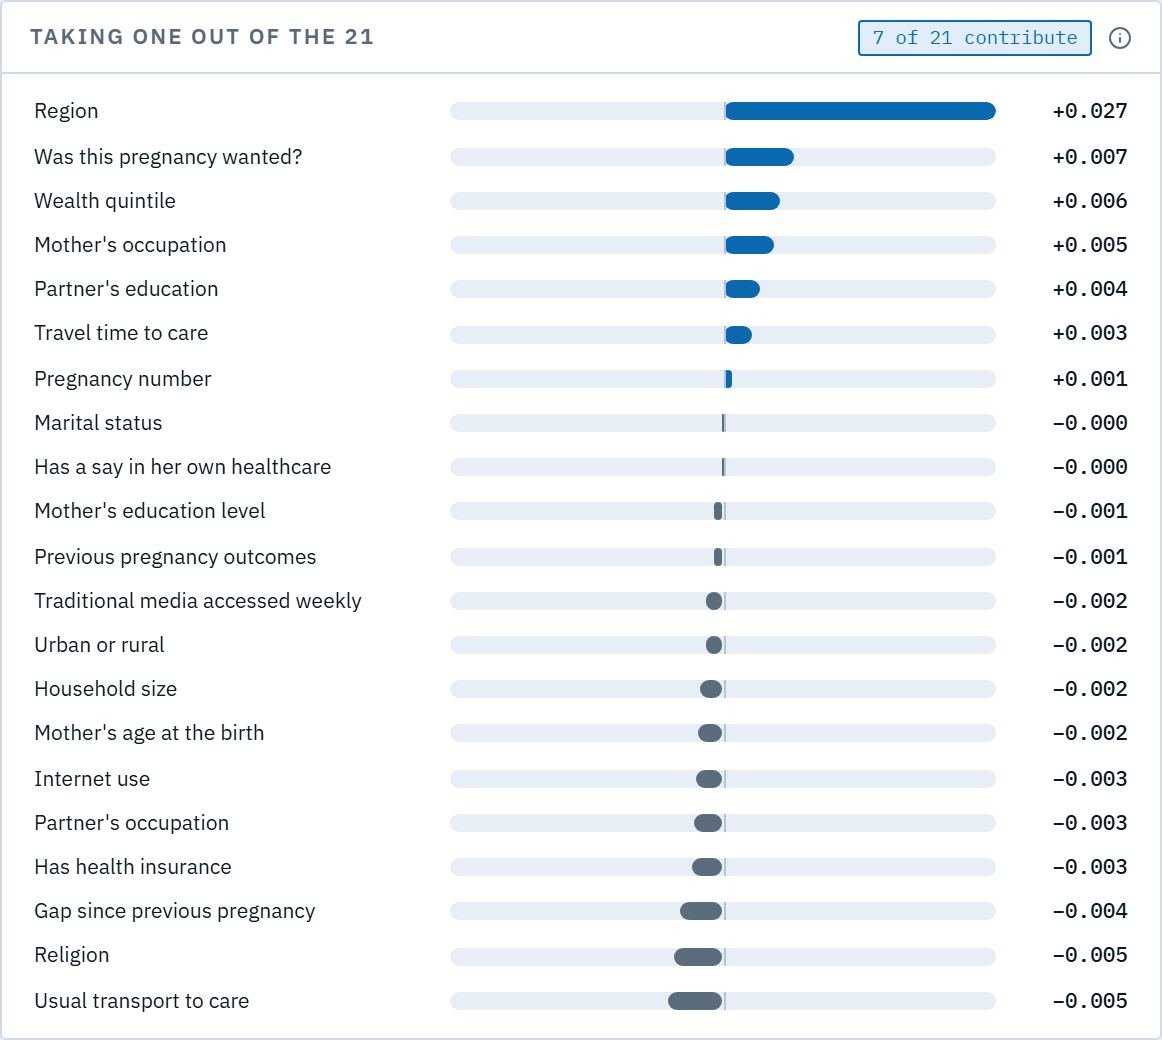 TAKING ONE OUT OF THE 21
7 of 21 contribute
Region +0.027
Was this pregnancy wanted? +0.007
Wealth quintile +0.006
Mother's occupation +0.005
Partner's education +0.004
Travel time to care +0.003
Pregnancy number +0.001
Marital status −0.000
Has a say in her own healthcare −0.000
Mother's education level −0.001
Previous pregnancy outcomes −0.001
Traditional media accessed weekly −0.002
Urban or rural −0.002
Household size −0.002
Mother's age at the birth −0.002
Internet use −0.003
Partner's occupation −0.003
Has health insurance −0.003
Gap since previous pregnancy −0.004
Religion −0.005
Usual transport to care −0.005